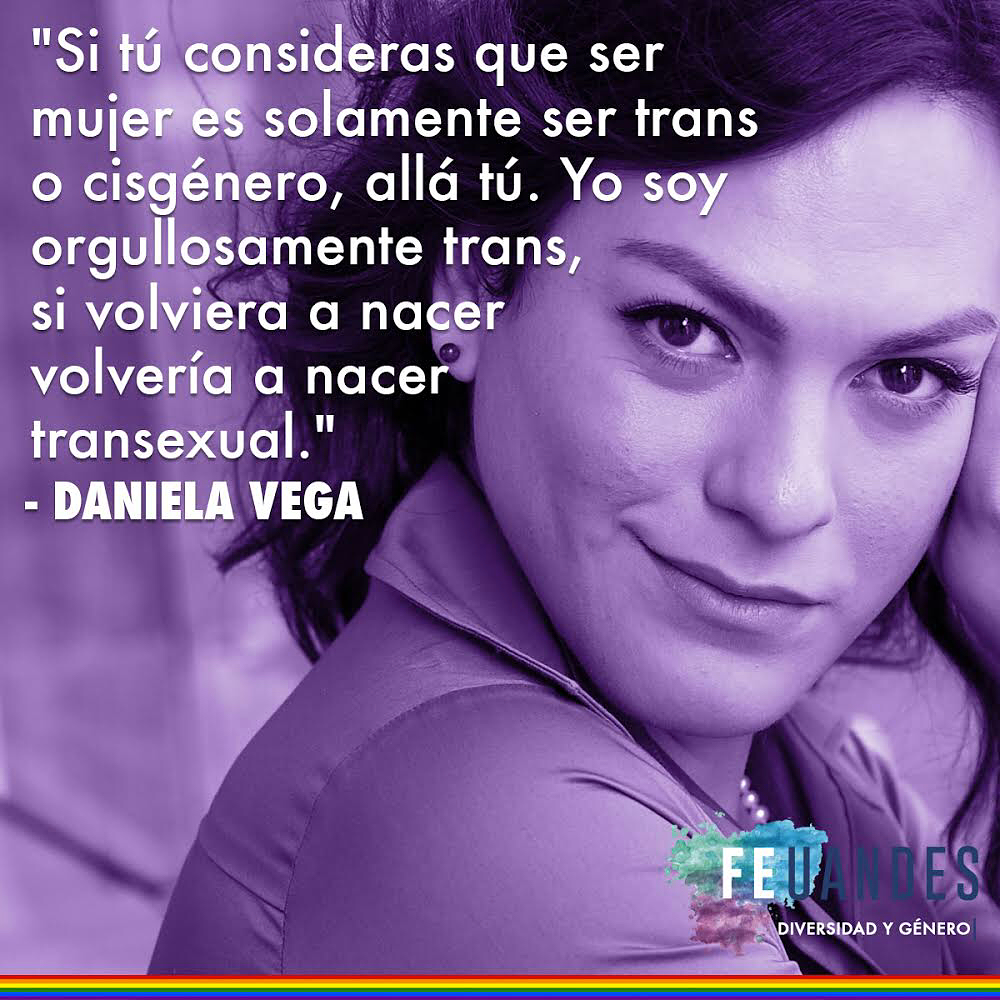 "Si tú consideras que ser
mujer es solamente ser trans
o cisgénero, allá tú. Yo soy
orgullosamente trans,
si volviera a nacer
volvería a nacer
transexual."
- DANIELA VEGA
FEUANDES
DIVERSIDAD Y GÉNERO